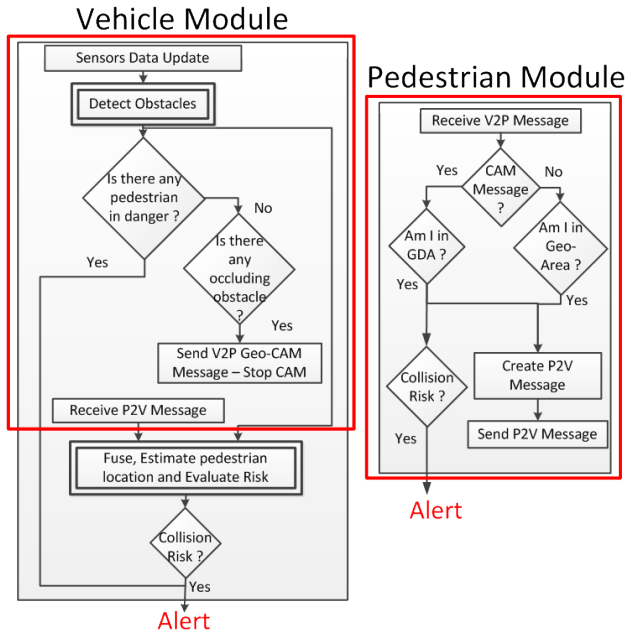 Vehicle Module
Sensors Data Update
Detect Obstacles
Is there any
pedestrian
in danger ?
No
Is there
any
occluding
obstacle
?
Yes
Yes
Send V2P Geo-CAM
Message – Stop CAM
Receive P2V Message
Fuse, Estimate pedestrian
location and Evaluate Risk
Collision
Risk ?
Yes
Alert
Pedestrian Module
Receive V2P Message
CAM
Message
?
Yes
No
Am I in
GDA ?
Am I in
Geo-
Area ?
Yes
Yes
Collision
Risk ?
Create P2V
Message
Send P2V Message
Yes
Alert